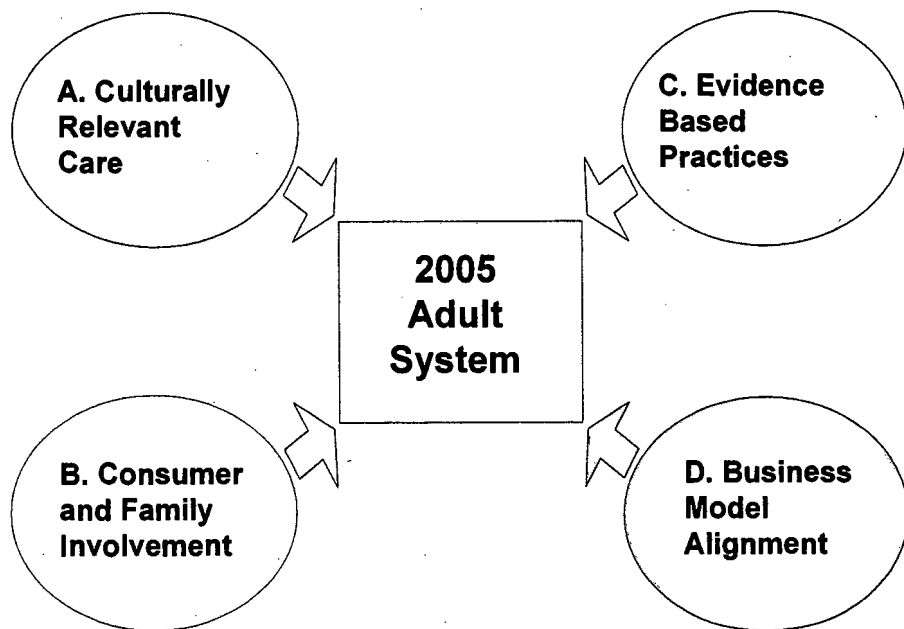 A. Culturally
Relevant
Care
C. Evidence
Based
Practices
2005
Adult
System
B. Consumer
and Family
Involvement
D. Business
Model
Alignment